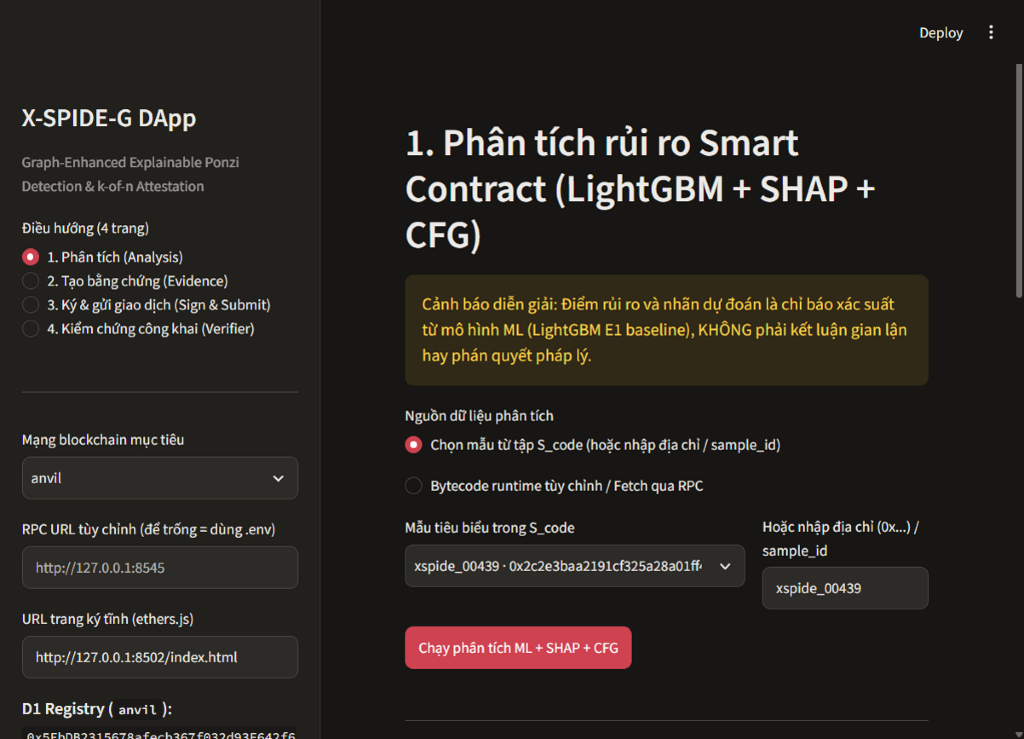 Deploy
X-SPIDE-G DApp
Graph-Enhanced Explainable Ponzi
Detection & k-of-n Attestation
Điều hướng (4 trang)
1. Phân tích (Analysis)
2. Tạo bằng chứng (Evidence)
3. Ký & gửi giao dịch (Sign & Submit)
4. Kiểm chứng công khai (Verifier)
Mạng blockchain mục tiêu
anvil
RPC URL tùy chỉnh (để trống = dùng .env)
http://127.0.0.1:8545
URL trang ký tĩnh (ethers.js)
http://127.0.0.1:8502/index.html
D1 Registry ( anvil ):
0x5FbDB2315678afecb367f032d93F642f6
1. Phân tích rủi ro Smart
Contract (LightGBM + SHAP +
CFG)
Cảnh báo diễn giải: Điểm rủi ro và nhãn dự đoán là chỉ báo xác suất
từ mô hình ML (LightGBM E1 baseline), KHÔNG phải kết luận gian lận
hay phán quyết pháp lý.
Nguồn dữ liệu phân tích
Chọn mẫu từ tập S_code (hoặc nhập địa chỉ / sample_id)
Bytecode runtime tùy chỉnh / Fetch qua RPC
Mẫu tiêu biểu trong S_code
xspide_00439 · 0x2c2e3baa2191cf325a28a01ff
Hoặc nhập địa chỉ (0x...) /
sample_id
xspide_00439
Chạy phân tích ML + SHAP + CFG